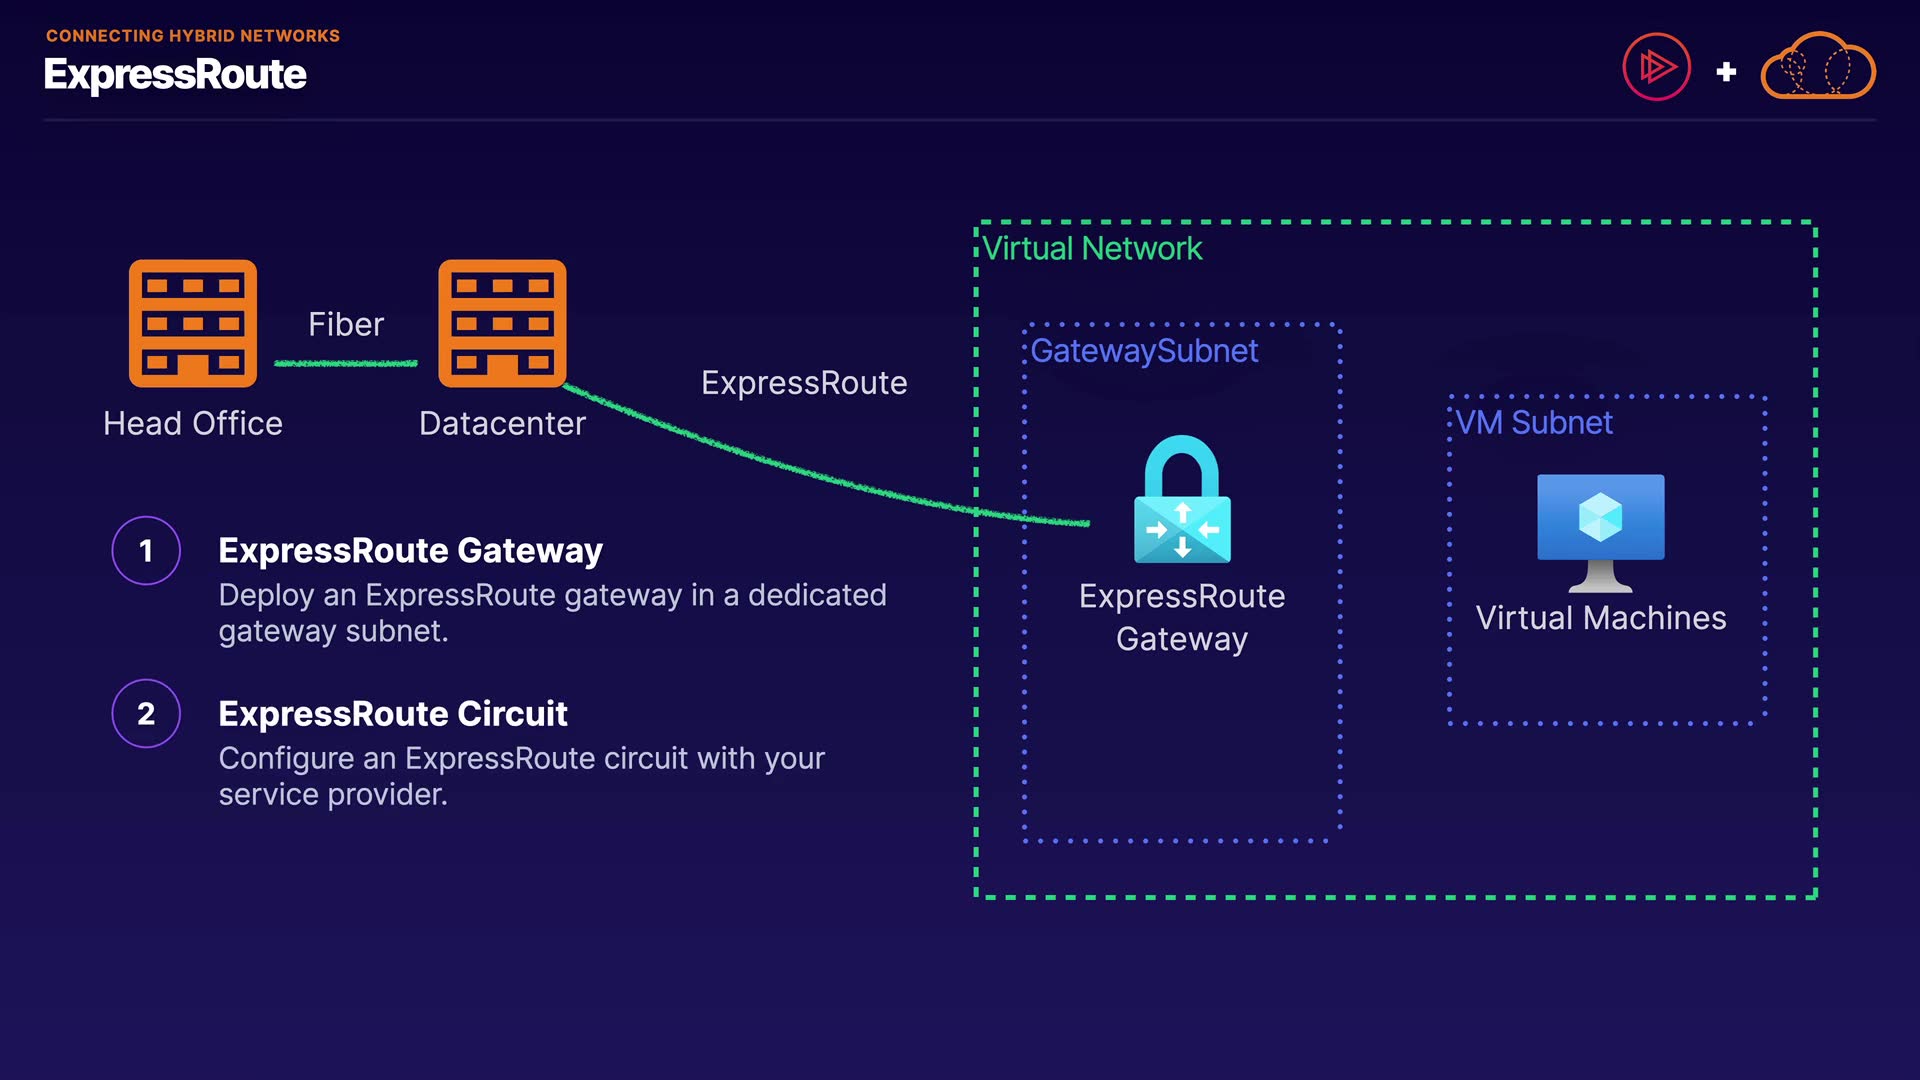 CONNECTING HYBRID NETWORKS
ExpressRoute
Fiber
Head Office
Datacenter
ExpressRoute
1
ExpressRoute Gateway
Deploy an ExpressRoute gateway in a dedicated
gateway subnet.
2
ExpressRoute Circuit
Configure an ExpressRoute circuit with your
service provider.
Virtual Network
GatewaySubnet
ExpressRoute
Gateway
VM Subnet
Virtual Machines